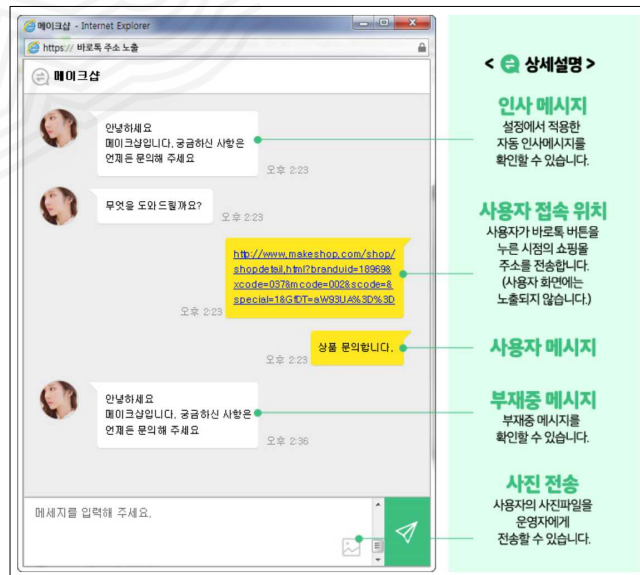 메이크샵 - Internet Explorer
https:// 바로톡 주소 노출
메이크샵
안녕하세요
메이크샵입니다. 궁금하신 사항은
언제든 문의해 주세요
오후 2:23
무엇을 도와드릴까요?
오후 2:23
http://www.makeshop.com/shop/
shopdetail.html?branduid=18969&
xcode=037&mcode=002&scode=&
special=1&GfDT=aW93UA%3D%3D
오후 2:23
상품 문의합니다.
오후 2:23
안녕하세요
메이크샵입니다. 궁금하신 사항은
언제든 문의해 주세요
오후 2:36
메세지를 입력해 주세요.
< 상세설명 >
인사 메시지
설정에서 적용한
자동 인사메시지를
확인할 수 있습니다.
사용자 접속 위치
사용자가 바로톡 버튼을
누른 시점의 쇼핑몰
주소를 전송합니다.
(사용자 화면에는
노출되지 않습니다.)
사용자 메시지
부재중 메시지
부재중 메시지를
확인할 수 있습니다.
사진 전송
사용자의 사진파일을
운영자에게
전송할 수 있습니다.